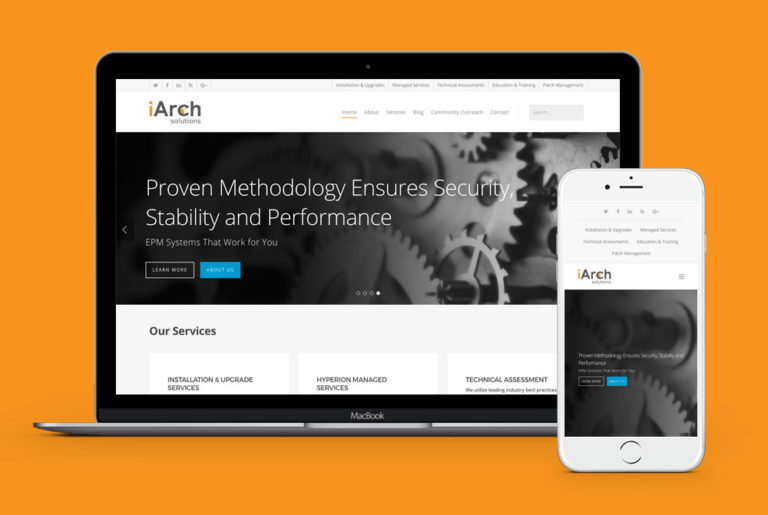 Installation & Upgrades Managed Services Technical Assessments Education & Training Patch Management
iArch
solutions
Home About Services Blog Community Outreach Contact Search...
Proven Methodology Ensures Security,
Stability and Performance
EPM Systems That Work for You
LEARN MORE ABOUT US
Our Services
INSTALLATION & UPGRADE
SERVICES
HYPERION MANAGED
SERVICES
TECHNICAL ASSESSMENT
We utilize leading industry best practices
MacBook
Installation & Upgrades Managed Services
Technical Assessments Education & Training
Patch Management
iArch
solutions
Proven Methodology Ensures Security, Stability and
Performance
EPM Systems That Work for You
LEARN MORE ABOUT US